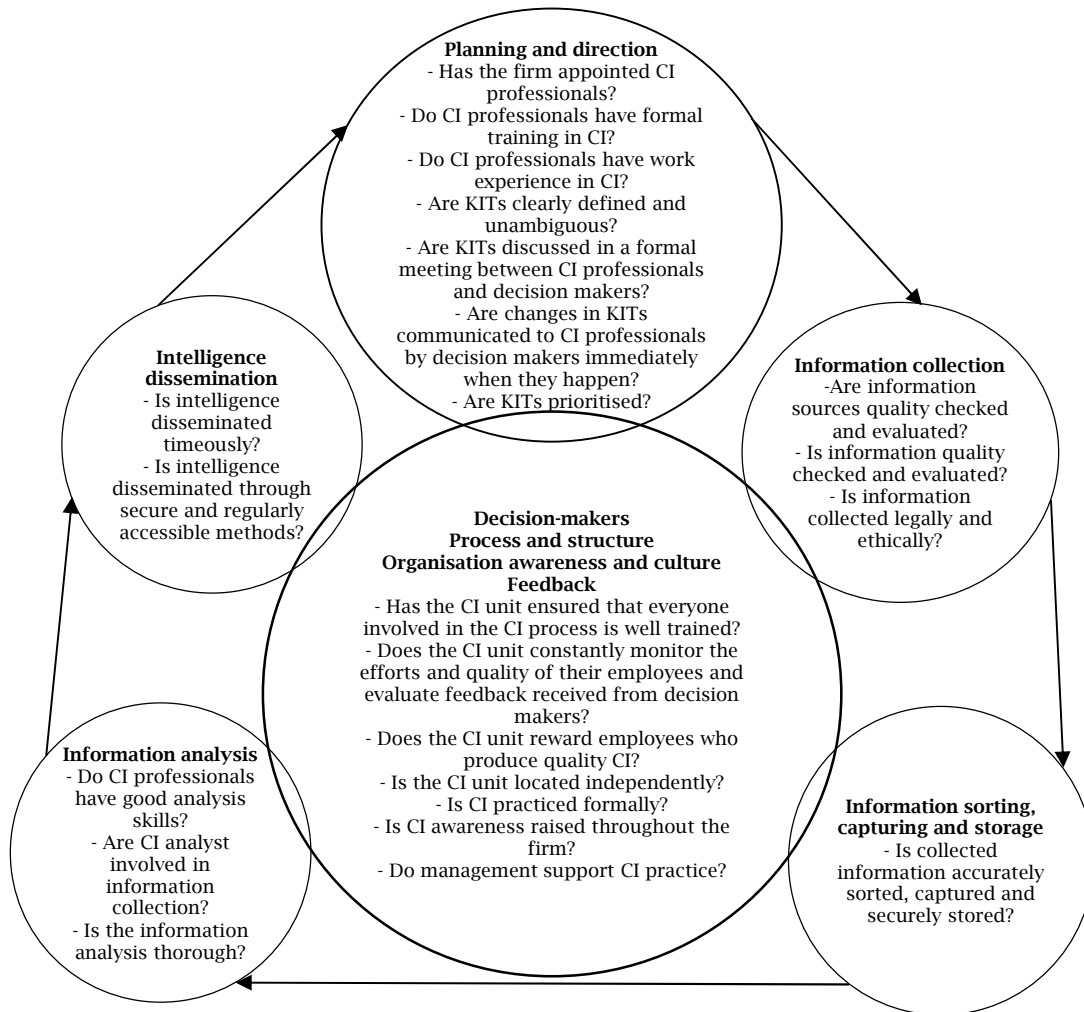 Planning and direction
- Has the firm appointed CI
professionals?
- Do CI professionals have formal
training in CI?
- Do CI professionals have work
experience in CI?
- Are KITs clearly defined and
unambiguous?
- Are KITs discussed in a formal
meeting between CI professionals
and decision makers?
- Are changes in KITs
communicated to CI professionals
by decision makers immediately
when they happen?
- Are KITs prioritised?
Information collection
-Are information
sources quality checked
and evaluated?
- Is information quality
checked and evaluated?
- Is information
collected legally and
ethically?
Information sorting,
capturing and storage
- Is collected
information accurately
sorted, captured and
securely stored?
Information analysis
- Do CI professionals
have good analysis
skills?
- Are CI analyst
involved in
information
collection?
- Is the information
analysis thorough?
Intelligence
dissemination
- Is intelligence
disseminated
timeously?
- Is intelligence
disseminated through
secure and regularly
accessible methods?
Decision-makers
Process and structure
Organisation awareness and culture
Feedback
- Has the CI unit ensured that everyone
involved in the CI process is well trained?
- Does the CI unit constantly monitor the
efforts and quality of their employees and
evaluate feedback received from decision
makers?
- Does the CI unit reward employees who
produce quality CI?
- Is the CI unit located independently?
- Is CI practiced formally?
- Is CI awareness raised throughout the
firm?
- Do management support CI practice?